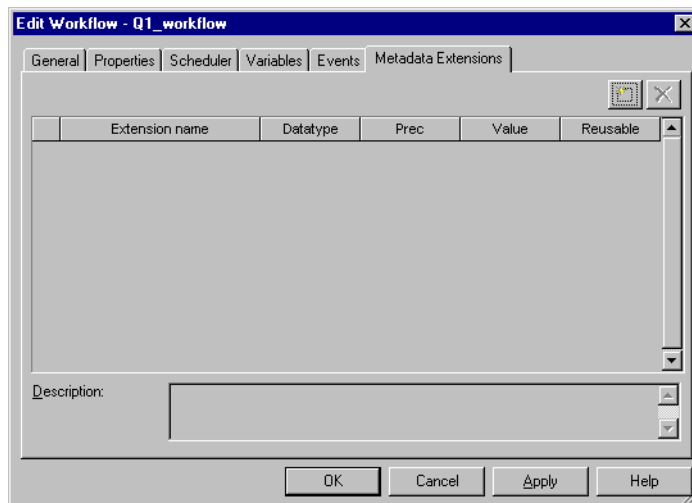 Edit Workflow - Q1_workflow
General Properties Scheduler Variables Events Metadata Extensions
Extension name Datatype Prec Value Reusable
Description:
OK Cancel Apply Help